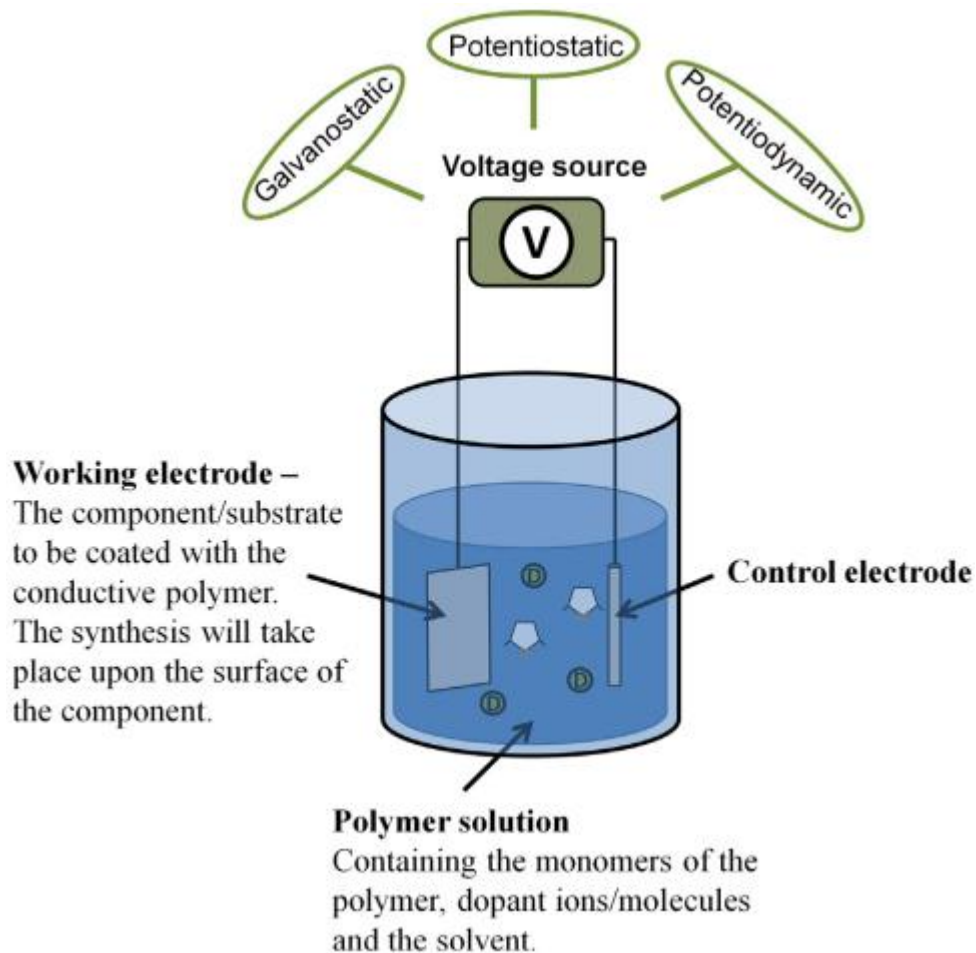 Potentiostatic
Galvanostatic
Potentiodynamic
Voltage source
V
Working electrode –
The component/substrate
to be coated with the
conductive polymer.
The synthesis will take
place upon the surface of
the component.
D
D
D
Control electrode
Polymer solution
Containing the monomers of the
polymer, dopant ions/molecules
and the solvent.